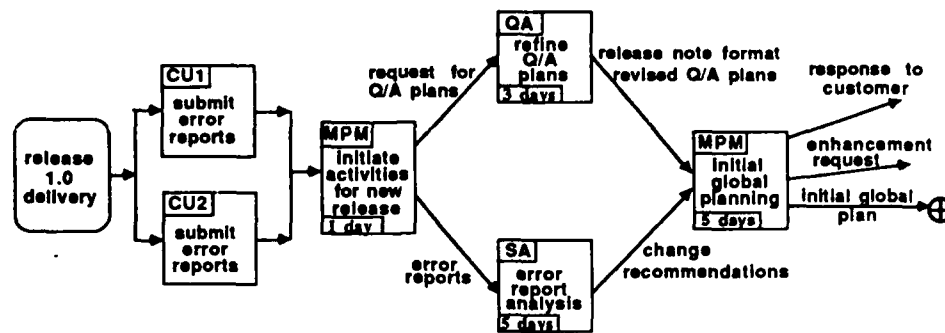 release
1.0
delivery
CU1
submit
error
reports
CU2
submit
error
reports
MPM
initiate
activities
for new
release
1 day
request for
Q/A plans
error
reports
QA
refine
Q/A
plans
3 days
SA
error
report
analysis
5 days
release note format
revised Q/A plans
change
recommendations
MPM
initial
global
planning
5 days
response to
customer
enhancement
request
initial global
plan